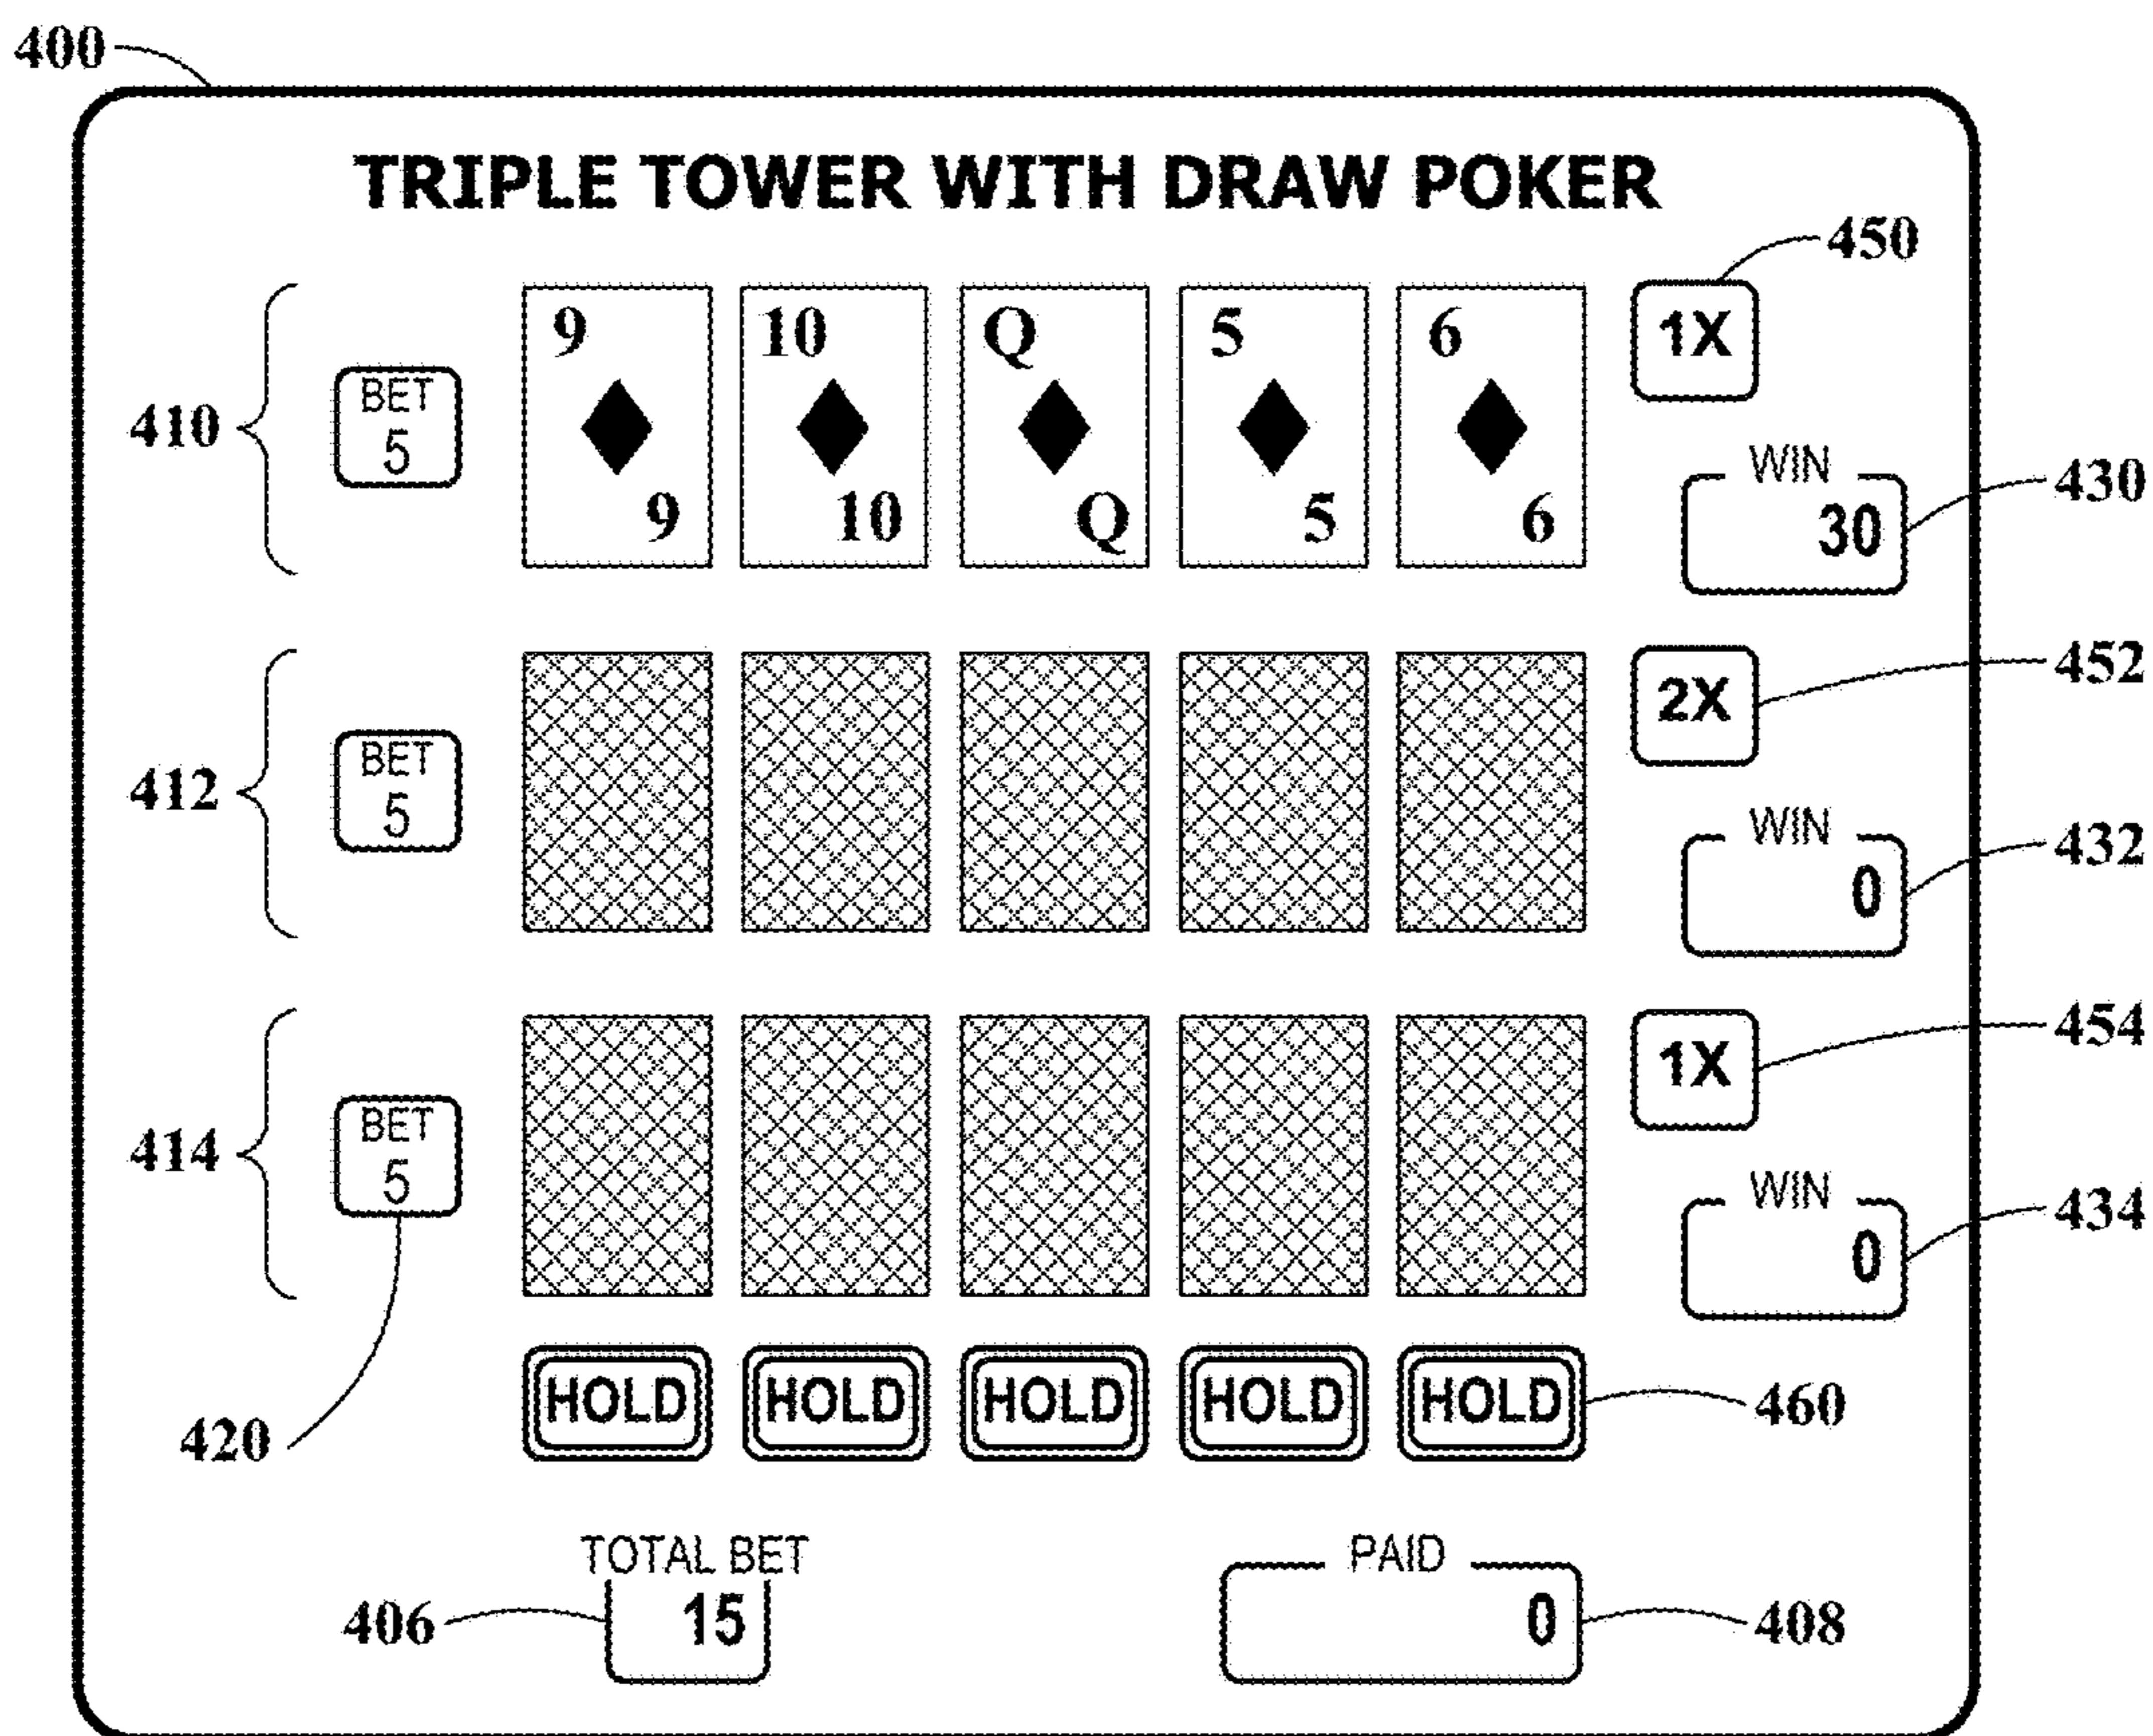 400
TRIPLE TOWER WITH DRAW POKER
450
9 10 Q 5 6 1X
410 BET 5
9 10 Q 5 6
WIN 30 430
2X 452
412 BET 5
WIN 0 432
1X 454
414 BET 5
WIN 0 434
HOLD HOLD HOLD HOLD HOLD 460
420
TOTAL BET PAID
406 15 0 408